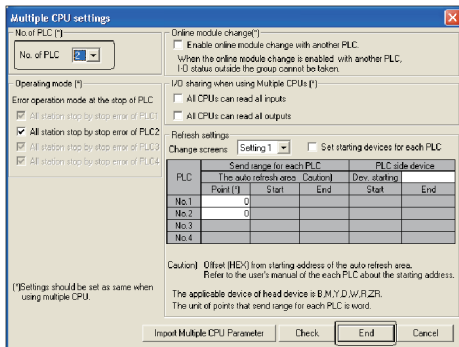 Multiple CPU settings
No.of PLC (*)
No. of PLC 2
Online module change(*)
Enable online module change with another PLC.
When the online module change is enabled with another PLC,
I-O status outside the group cannot be taken.
Operating mode (*)
Error operation mode at the stop of PLC
All station stop by stop error of PLC1
All station stop by stop error of PLC2
All station stop by stop error of PLC3
All station stop by stop error of PLC4
I/O sharing when using Multiple CPUs (*)
All CPUs can read all inputs
All CPUs can read all outputs
Refresh settings
Change screens Setting 1 Set starting devices for each PLC
PLC Send range for each PLC PLC side device
The auto refresh area Caution) Dev. starting
Point (*) Start End Start End
No.1 0
No.2 0
No.3
No.4
Caution) Offset (HEX) from starting address of the auto refresh area.
Refer to the user's manual of the each PLC about the starting address.
The applicable device of head device is B,M,Y,D,W,R,ZR.
The unit of points that send range for each PLC is word.
(*)Settings should be set as same when
using multiple CPU.
Import Multiple CPU Parameter Check End Cancel